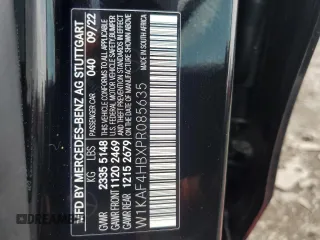 MFD BY MERCEDES-BENZ AG STUTTGART
PASSENGER CAR 040 09/22
KG LBS
GVWR 2335 5148
GAWR FRONT 1120 2469
GAWR REAR 1215 2679
THIS VEHICLE CONFORMS TO ALL APPLICABLE
FEDERAL MOTOR VEHICLE SAFETY, BUMPER,
AND THEFT PREVENTION STANDARDS IN EFFECT
ON THE DATE OF MANUFACTURE SHOWN ABOVE.
MADE IN SOUTH AFRICA
W1KAF4HBXPR085635